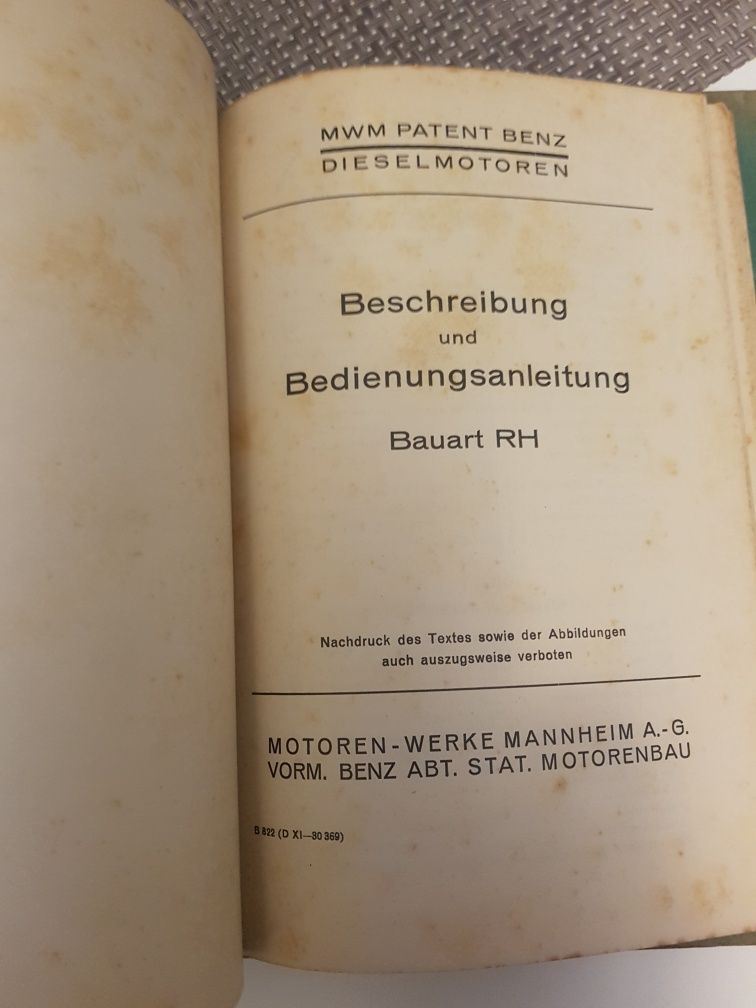 MWM PATENT BENZ
DIESELMOTOREN
Beschreibung
und
Bedienungsanleitung
Bauart RH
Nachdruck des Textes sowie der Abbildungen
auch auszugsweise verboten
MOTOREN-WERKE MANNHEIM A.-G.
VORM. BENZ ABT. STAT. MOTORENBAU
B 822 (D XI—30 369)